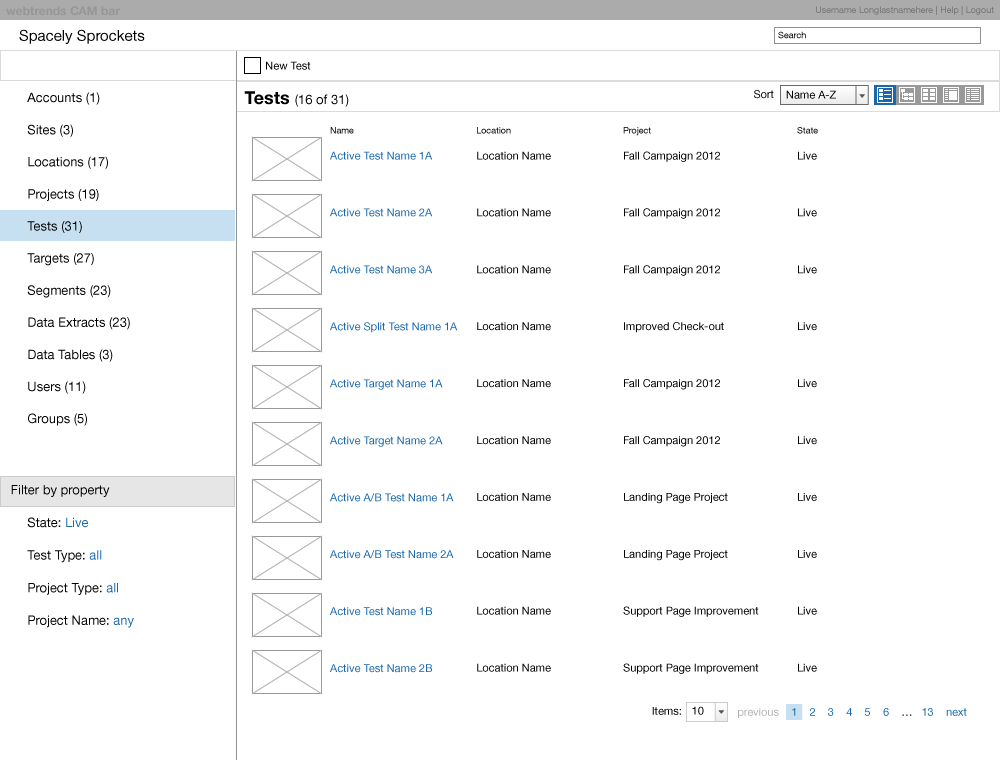 webtrends CAM bar
Username Longlastnamehere | Help | Logout
Spacely Sprockets
Search
New Test
Tests (16 of 31)
Sort Name A-Z
Accounts (1)
Sites (3)
Locations (17)
Projects (19)
Tests (31)
Targets (27)
Segments (23)
Data Extracts (23)
Data Tables (3)
Users (11)
Groups (5)
Filter by property
State: Live
Test Type: all
Project Type: all
Project Name: any
Name Location Project State
Active Test Name 1A Location Name Fall Campaign 2012 Live
Active Test Name 2A Location Name Fall Campaign 2012 Live
Active Test Name 3A Location Name Fall Campaign 2012 Live
Active Split Test Name 1A Location Name Improved Check-out Live
Active Target Name 1A Location Name Fall Campaign 2012 Live
Active Target Name 2A Location Name Fall Campaign 2012 Live
Active A/B Test Name 1A Location Name Landing Page Project Live
Active A/B Test Name 2A Location Name Landing Page Project Live
Active Test Name 1B Location Name Support Page Improvement Live
Active Test Name 2B Location Name Support Page Improvement Live
Items: 10 previous 1 2 3 4 5 6 ... 13 next